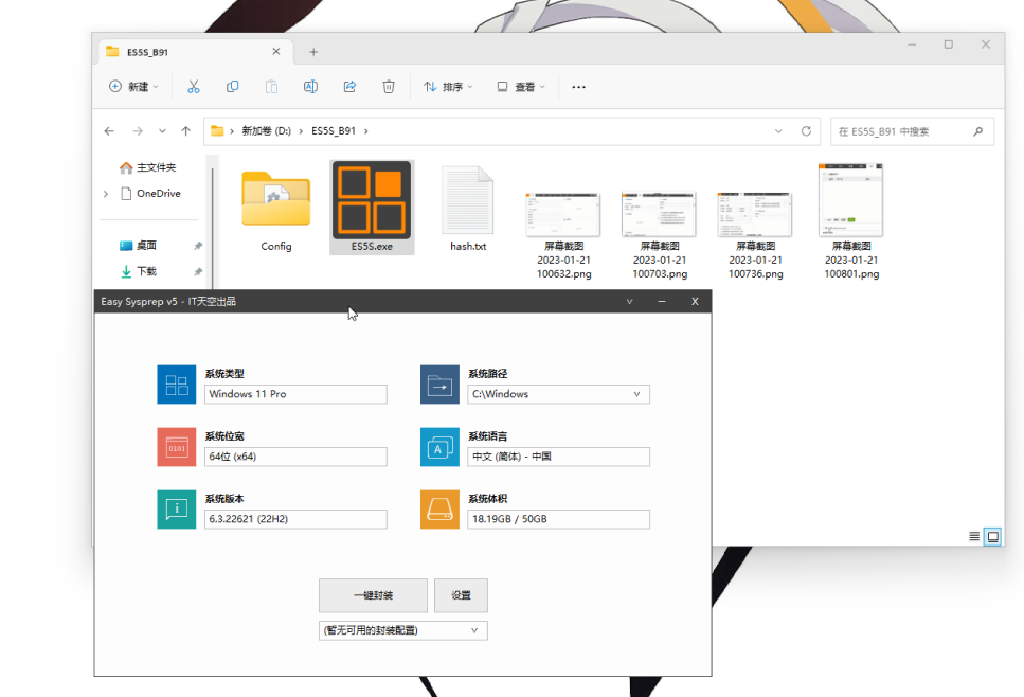 ES5S_B91
新建
排序
查看
新加卷 (D:)
ES5S_B91
在 ES5S_B91 中搜索
主文件夹
OneDrive
桌面
下载
Config
ES5S.exe
hash.txt
屏幕截图
2023-01-21
100632.png
屏幕截图
2023-01-21
100703.png
屏幕截图
2023-01-21
100736.png
屏幕截图
2023-01-21
100801.png
Easy Sysprep v5 - IT天空出品
系统类型
Windows 11 Pro
系统路径
C:\Windows
系统位宽
0101
64位 (x64)
系统语言
A
中文 (简体) - 中国
系统版本
6.3.22621 (22H2)
系统体积
18.19GB / 50GB
一键封装
设置
(暂无可用的封装配置)